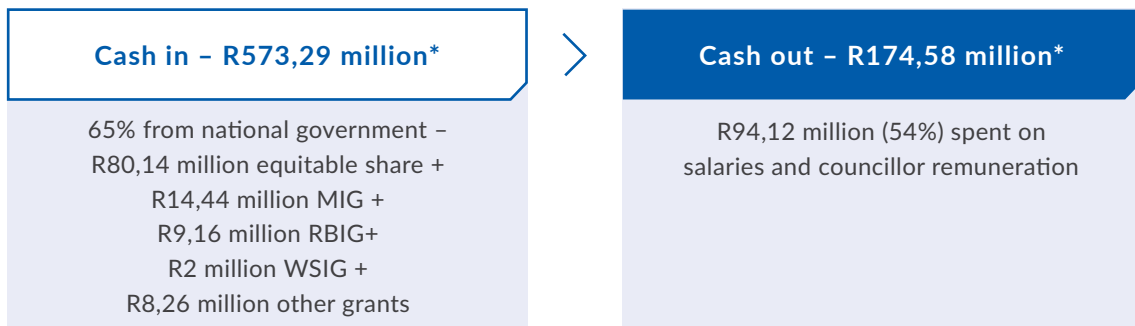 Cash in – R573,29 million*
65% from national government –
R80,14 million equitable share +
R14,44 million MIG +
R9,16 million RBIG+
R2 million WSIG +
R8,26 million other grants
Cash out – R174,58 million*
R94,12 million (54%) spent on
salaries and councillor remuneration